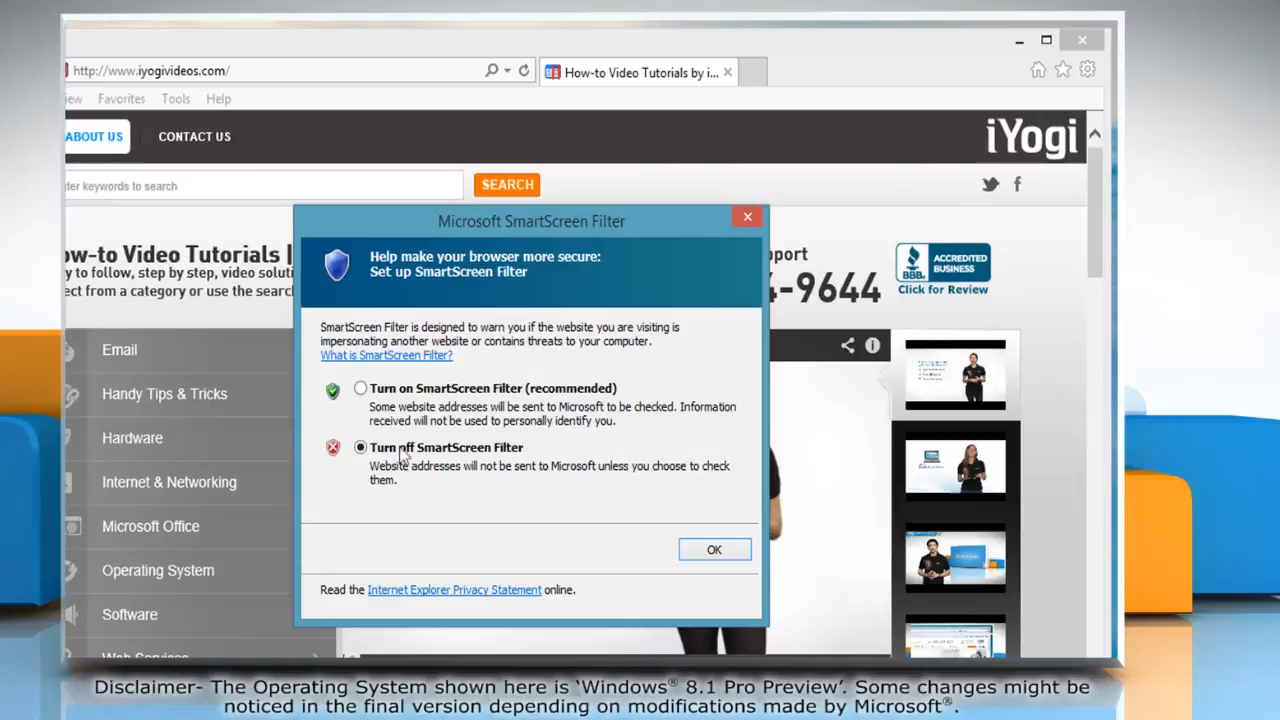 http://www.iyogivideos.com/
How-to Video Tutorials by i...
iew Favorites Tools Help
ABOUT US CONTACT US
iYogi
ter keywords to search
SEARCH
Microsoft SmartScreen Filter
ow-to Video Tutorials |
pport
y to follow, step by step, video soluti
ect from a category or use the search
4-9644
BBB.
ACCREDITED
BUSINESS
Click for Review
Help make your browser more secure:
Set up SmartScreen Filter
SmartScreen Filter is designed to warn you if the website you are visiting is
impersonating another website or contains threats to your computer.
What is SmartScreen Filter?
Turn on SmartScreen Filter (recommended)
Some website addresses will be sent to Microsoft to be checked. Information
received will not be used to personally identify you.
Turn off SmartScreen Filter
Website addresses will not be sent to Microsoft unless you choose to check
them.
OK
Read the Internet Explorer Privacy Statement online.
Email
Handy Tips & Tricks
Hardware
Internet & Networking
Microsoft Office
Operating System
Software
Web Services
Disclaimer- The Operating System shown here is ‘Windows® 8.1 Pro Preview’. Some changes might be
noticed in the final version depending on modifications made by Microsoft®.